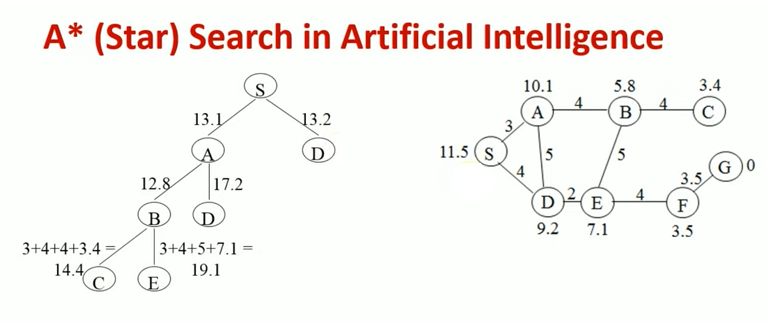 A* (Star) Search in Artificial Intelligence
S
13.1
13.2
A
D
12.8
17.2
B
D
3+4+4+3.4 =
14.4
3+4+5+7.1 =
19.1
C
E
10.1
5.8
3.4
A
4
B
4
C
3
11.5
S
5
5
4
G
0
3.5
D
2
E
4
F
9.2
7.1
3.5